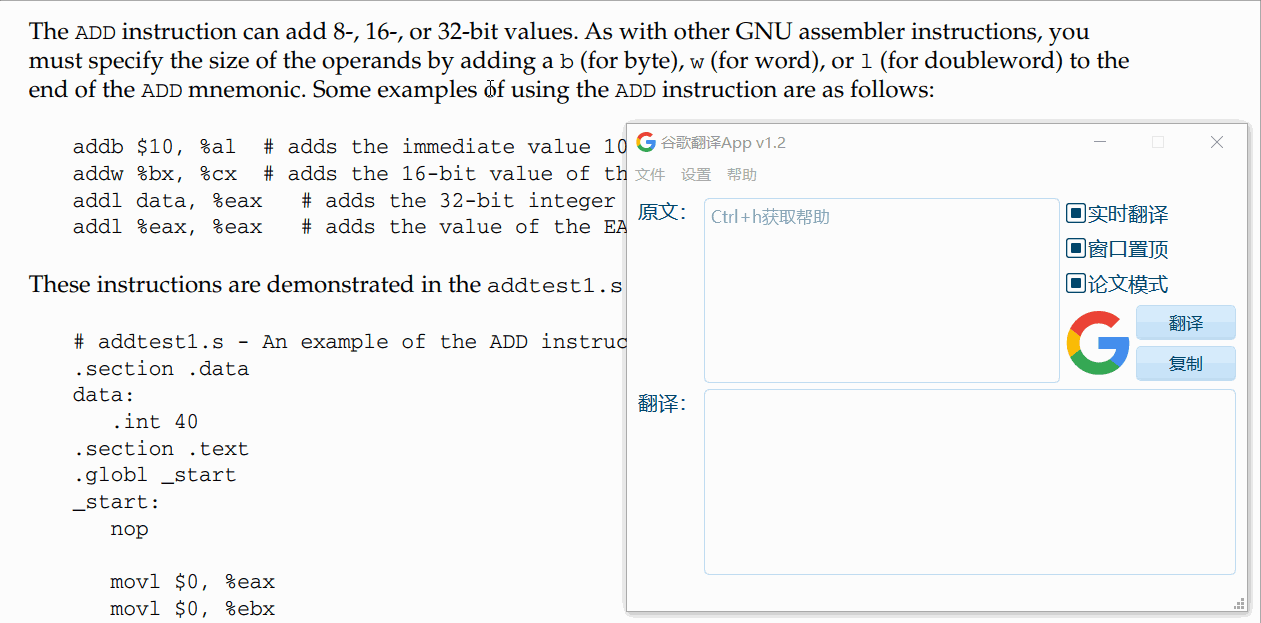 The ADD instruction can add 8-, 16-, or 32-bit values. As with other GNU assembler instructions, you
must specify the size of the operands by adding a b (for byte), w (for word), or l (for doubleword) to the
end of the ADD mnemonic. Some examples of using the ADD instruction are as follows:
addb $10, %al # adds the immediate value 10
addw %bx, %cx # adds the 16-bit value of th
addl data, %eax # adds the 32-bit integer
addl %eax, %eax # adds the value of the EA
These instructions are demonstrated in the addtest1.s
# addtest1.s - An example of the ADD instruc
.section .data
data:
.int 40
.section .text
.globl _start
_start:
nop
movl $0, %eax
movl $0, %ebx
谷歌翻译App v1.2
文件 设置 帮助
原文：
Ctrl+h获取帮助
实时翻译
窗口置顶
论文模式
翻译
复制
翻译：